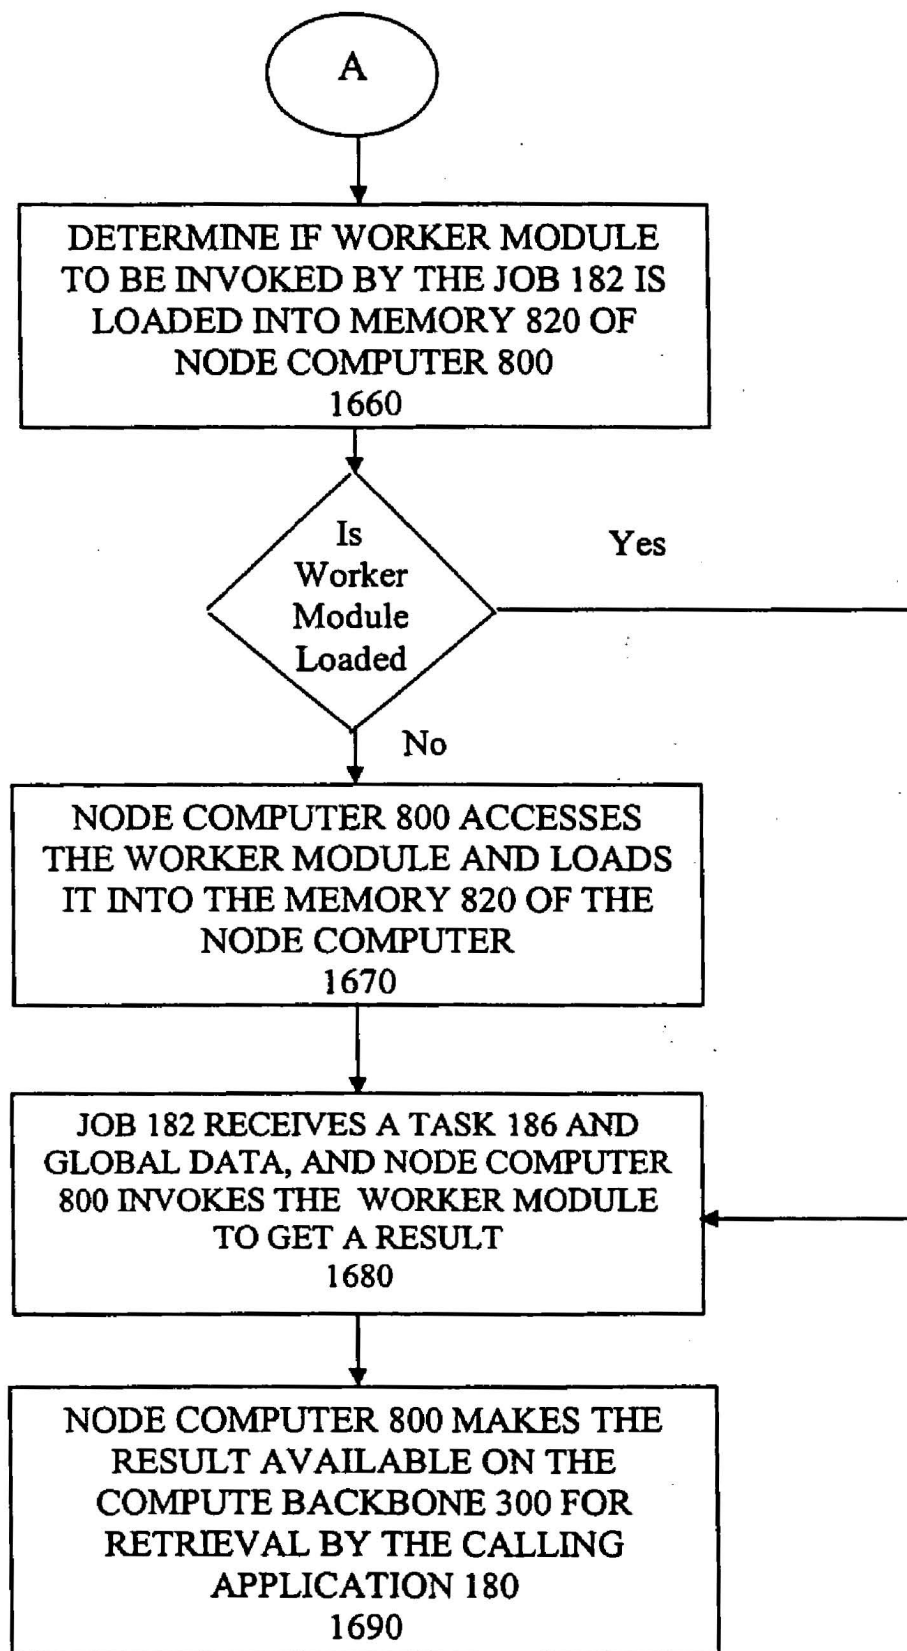 A
DETERMINE IF WORKER MODULE
TO BE INVOKED BY THE JOB 182 IS
LOADED INTO MEMORY 820 OF
NODE COMPUTER 800
1660
Is
Worker
Module
Loaded
Yes
No
NODE COMPUTER 800 ACCESSES
THE WORKER MODULE AND LOADS
IT INTO THE MEMORY 820 OF THE
NODE COMPUTER
1670
JOB 182 RECEIVES A TASK 186 AND
GLOBAL DATA, AND NODE COMPUTER
800 INVOKES THE WORKER MODULE
TO GET A RESULT
1680
NODE COMPUTER 800 MAKES THE
RESULT AVAILABLE ON THE
COMPUTE BACKBONE 300 FOR
RETRIEVAL BY THE CALLING
APPLICATION 180
1690